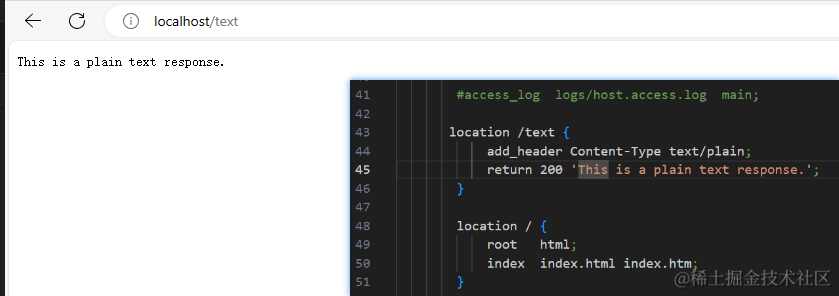 localhost/text
This is a plain text response.
41 #access_log logs/host.access.log main;
42
43 location /text {
44 add_header Content-Type text/plain;
45 return 200 'This is a plain text response.';
46 }
47
48 location / {
49 root html;
50 index index.html index.htm;
51 }
@稀土掘金技术社区